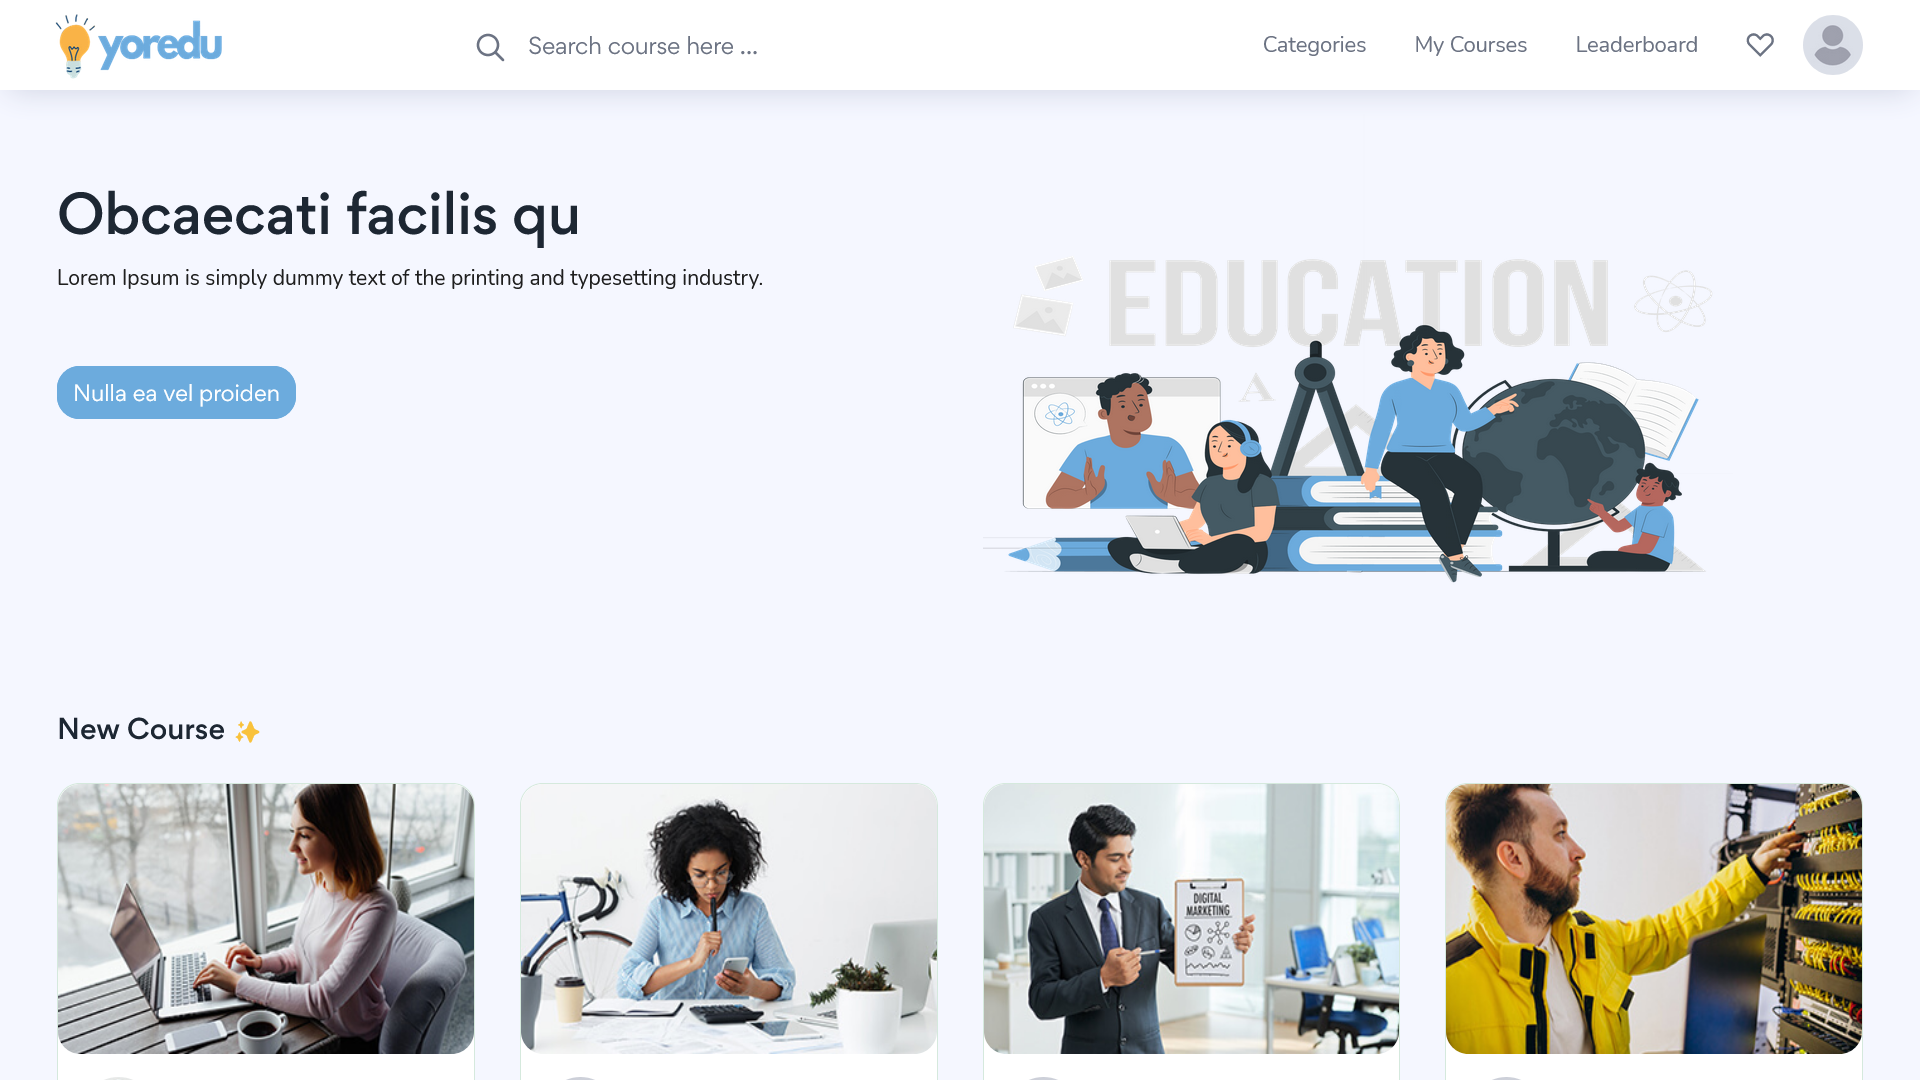 yoredu
Search course here ...
Categories
My Courses
Leaderboard
Obcaecati facilis qu
Lorem Ipsum is simply dummy text of the printing and typesetting industry.
Nulla ea vel proiden
EDUCATION
A
New Course
DIGITAL
MARKETING